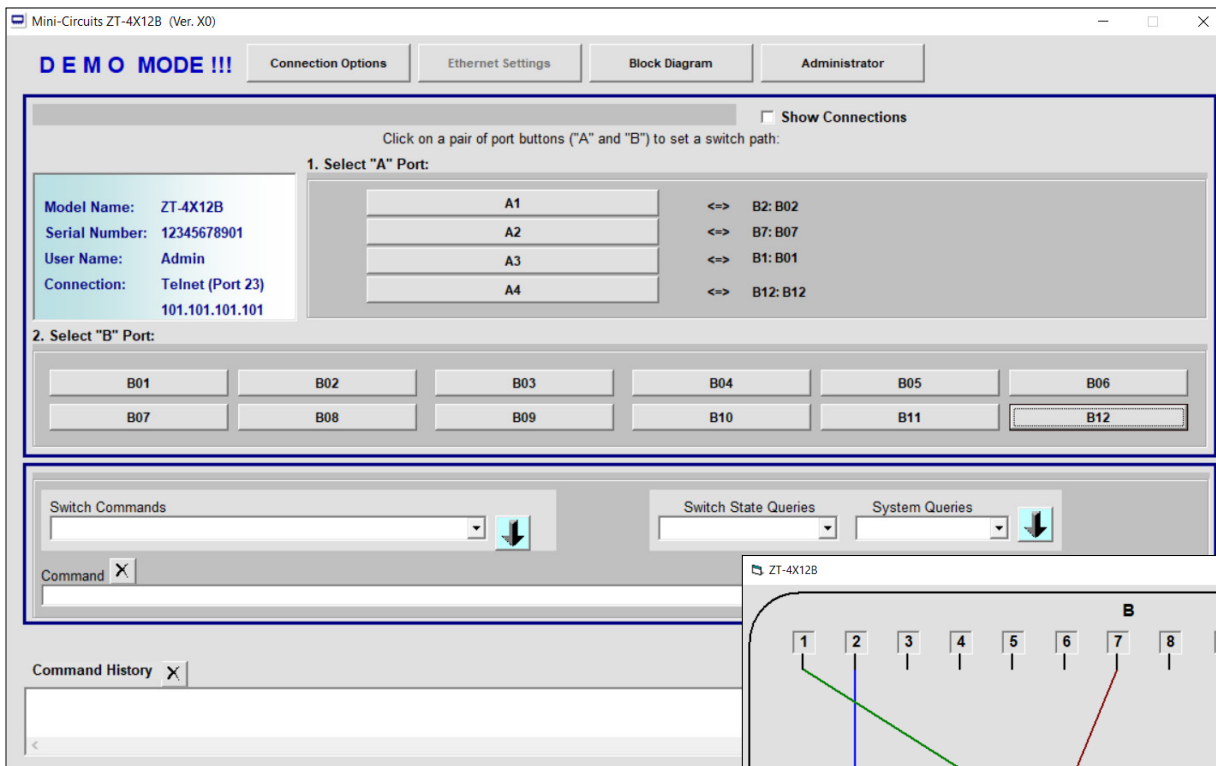 Mini-Circuits ZT-4X12B (Ver. X0)
D E M O MODE !!!
Connection Options
Ethernet Settings
Block Diagram
Administrator
Show Connections
Click on a pair of port buttons ("A" and "B") to set a switch path:
1. Select "A" Port:
Model Name: ZT-4X12B
Serial Number: 12345678901
User Name: Admin
Connection: Telnet (Port 23)
101.101.101.101
A1 <=> B2: B02
A2 <=> B7: B07
A3 <=> B1: B01
A4 <=> B12: B12
2. Select "B" Port:
B01 B02 B03 B04 B05 B06
B07 B08 B09 B10 B11 B12
Switch Commands
Switch State Queries
System Queries
Command X
ZT-4X12B
B
1 2 3 4 5 6 7 8
Command History X